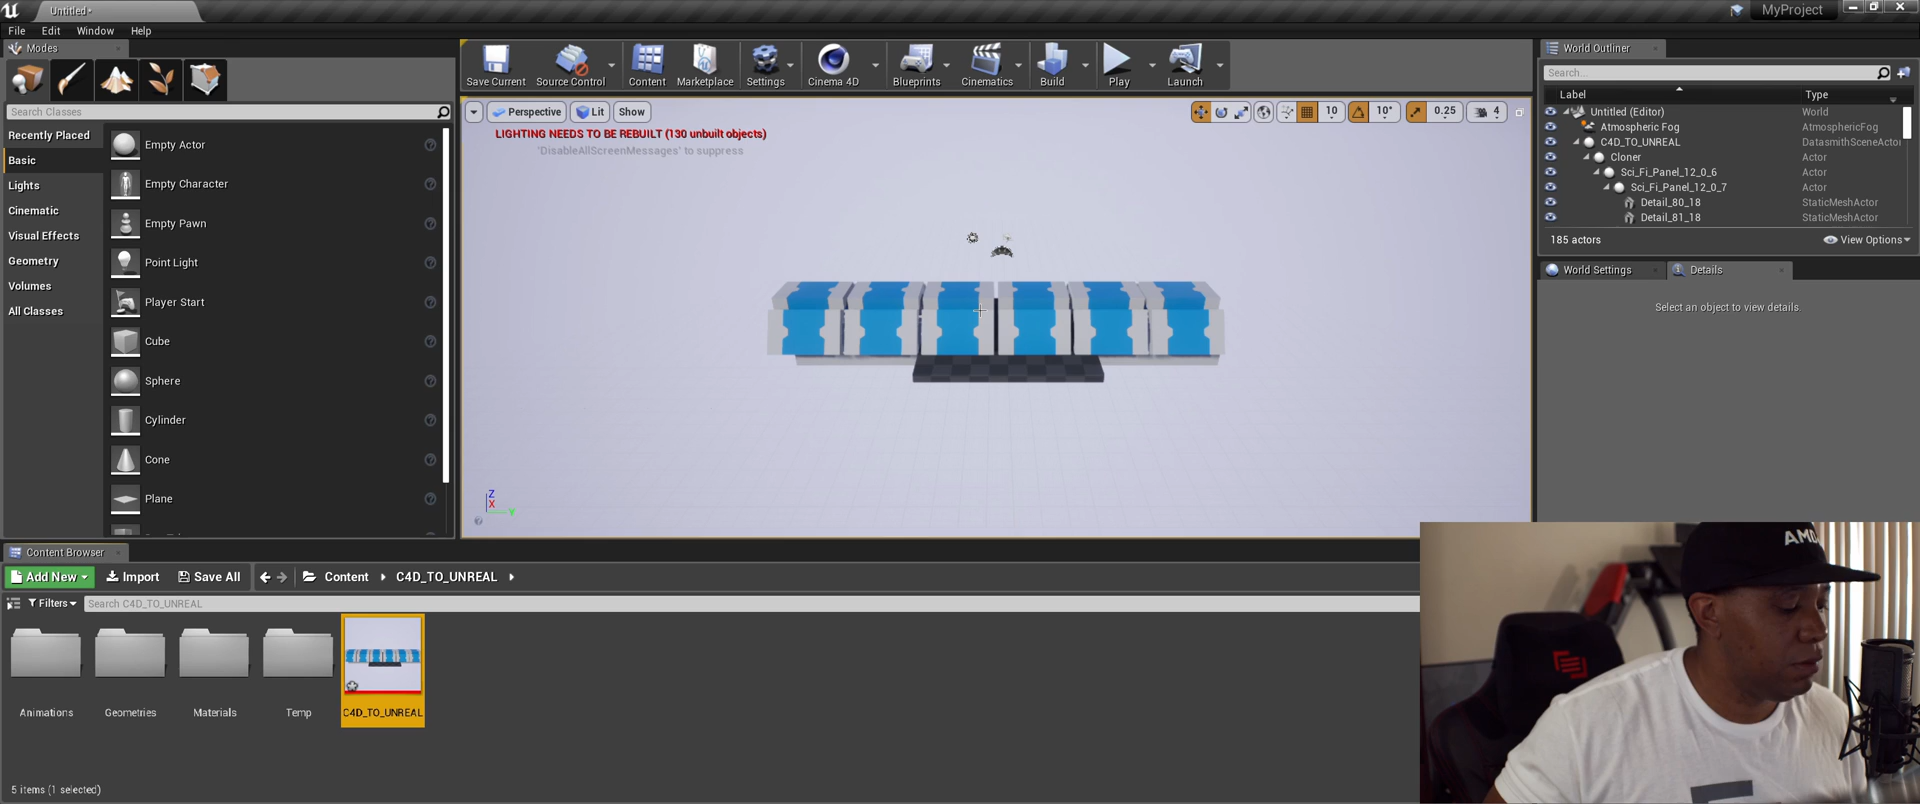 Untitled*
MyProject
File Edit Window Help
Modes
Search Classes
Recently Placed
Basic
Lights
Cinematic
Visual Effects
Geometry
Volumes
All Classes
Empty Actor
Empty Character
Empty Pawn
Point Light
Player Start
Cube
Sphere
Cylinder
Cone
Plane
Save Current
Source Control
Content
Marketplace
Settings
Cinema 4D
Blueprints
Cinematics
Build
Play
Launch
Perspective
Lit
Show
10
10°
0.25
4
LIGHTING NEEDS TO BE REBUILT (130 unbuilt objects)
'DisableAllScreenMessages' to suppress
Z
X
Y
World Outliner
Search...
Label Type
Untitled (Editor) World
Atmospheric Fog AtmosphericFog
C4D_TO_UNREAL DatasmithSceneActo
Cloner Actor
Sci_Fi_Panel_12_0_6 Actor
Sci_Fi_Panel_12_0_7 Actor
Detail_80_18 StaticMeshActor
Detail_81_18 StaticMeshActor
185 actors
View Options
World Settings
Details
Select an object to view details.
Content Browser
Add New
Import
Save All
Content
C4D_TO_UNREAL
Filters
Search C4D_TO_UNREAL
Animations
Geometries
Materials
Temp
C4D_TO_UNREAL
5 items (1 selected)
AMD